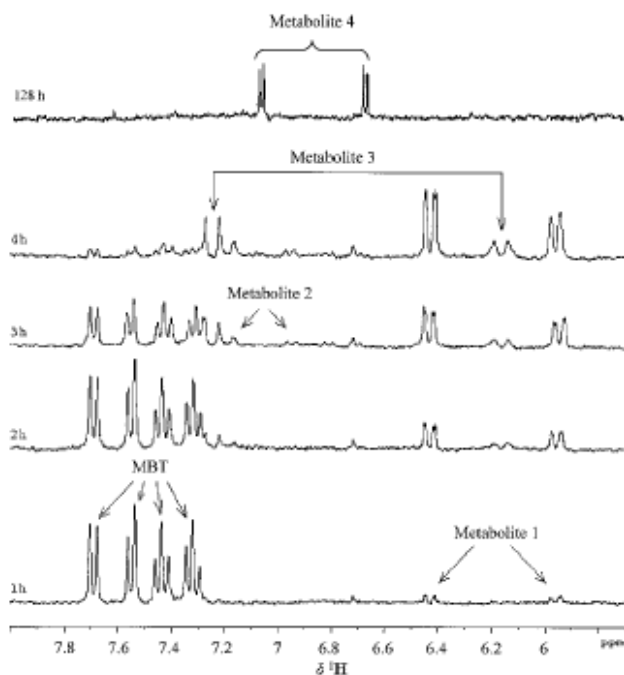 Metabolite 4
128 h
Metabolite 3
4h
Metabolite 2
3h
2h
MBT
Metabolite 1
1h
7.8 7.6 7.4 7.2 7 6.8 6.6 6.4 6.2 6 ppm
δ ¹H